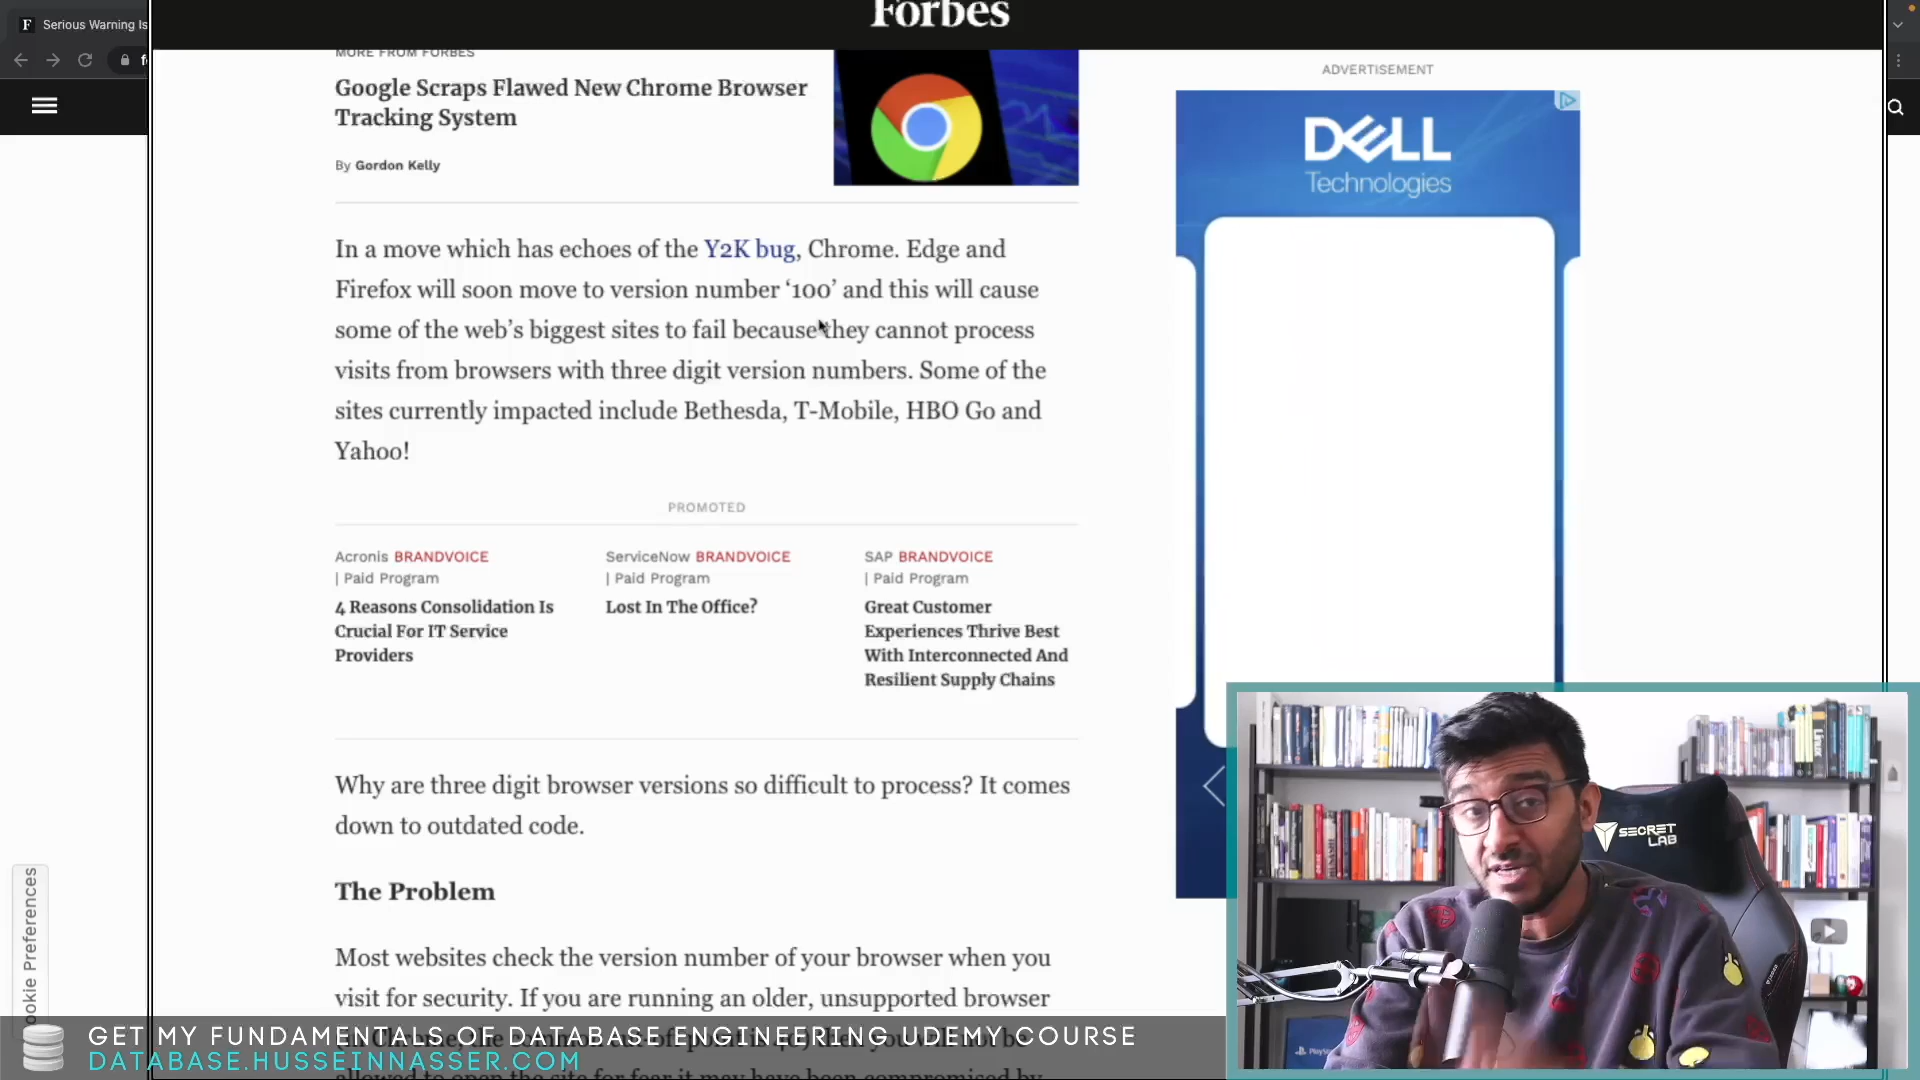 Serious Warning Is
Forbes
MORE FROM FORBES
Google Scraps Flawed New Chrome Browser
Tracking System
By Gordon Kelly
ADVERTISEMENT
DELL
Technologies
In a move which has echoes of the Y2K bug, Chrome. Edge and
Firefox will soon move to version number ‘100’ and this will cause
some of the web’s biggest sites to fail because they cannot process
visits from browsers with three digit version numbers. Some of the
sites currently impacted include Bethesda, T-Mobile, HBO Go and
Yahoo!
PROMOTED
Acronis BRANDVOICE
| Paid Program
4 Reasons Consolidation Is
Crucial For IT Service
Providers
ServiceNow BRANDVOICE
| Paid Program
Lost In The Office?
SAP BRANDVOICE
| Paid Program
Great Customer
Experiences Thrive Best
With Interconnected And
Resilient Supply Chains
Why are three digit browser versions so difficult to process? It comes
down to outdated code.
The Problem
Most websites check the version number of your browser when you
visit for security. If you are running an older, unsupported browser
ookie Preferences
SECRET
LAB
GET MY FUNDAMENTALS OF DATABASE ENGINEERING UDEMY COURSE
DATABASE.HUSSEINNASSER.COM